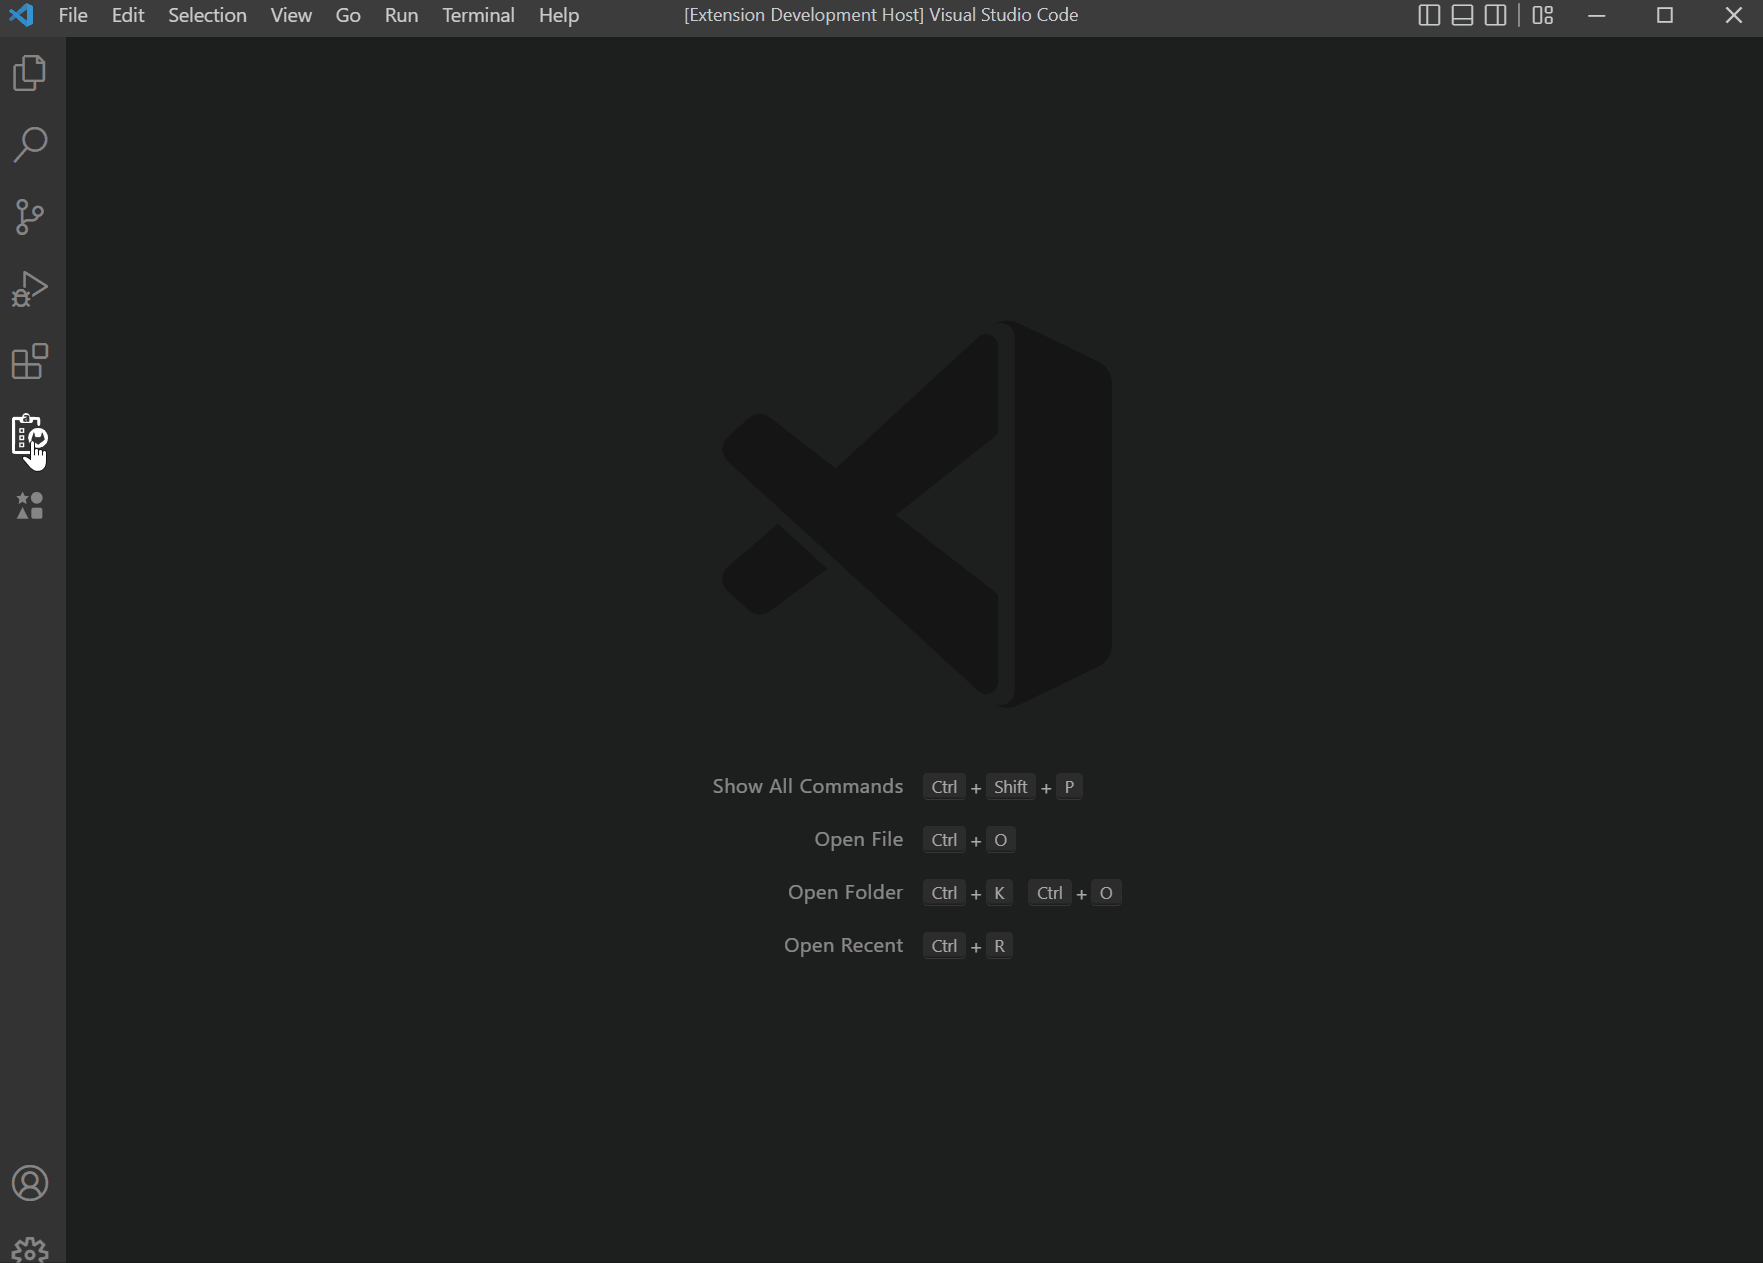 File Edit Selection View Go Run Terminal Help [Extension Development Host] Visual Studio Code
Show All Commands Ctrl + Shift + P
Open File Ctrl + O
Open Folder Ctrl + K Ctrl + O
Open Recent Ctrl + R